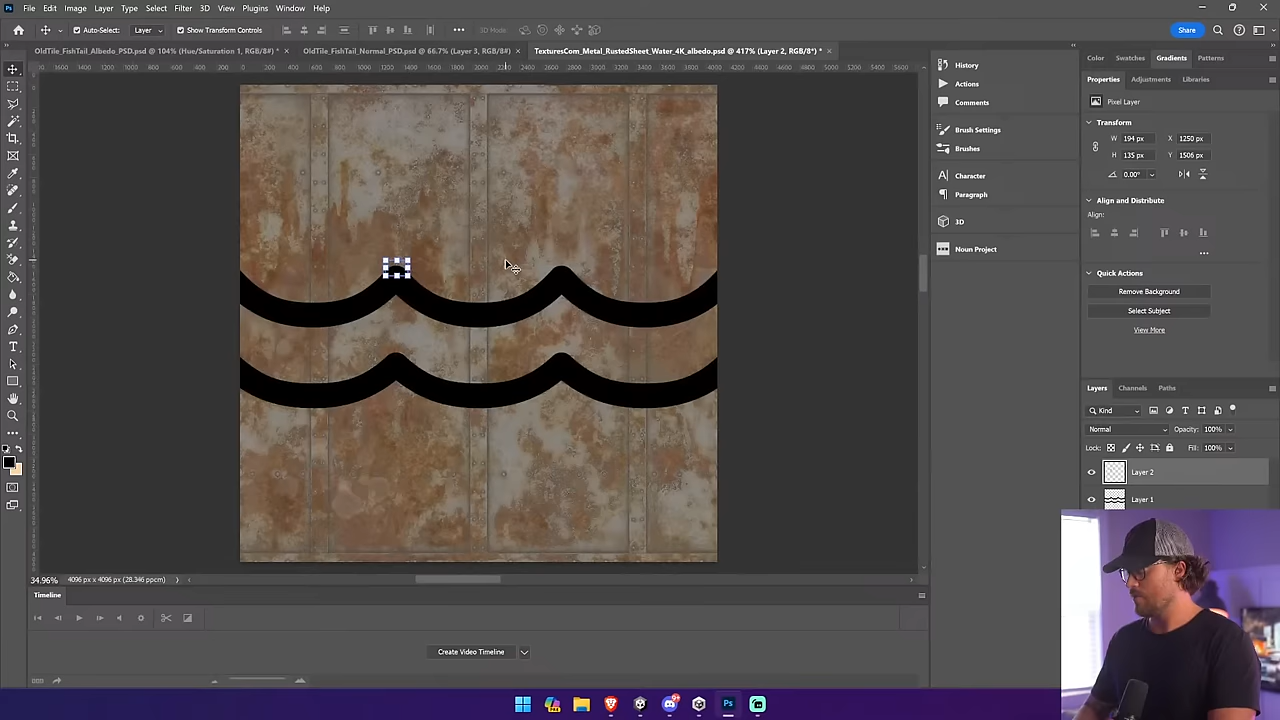 File Edit Image Layer Type Select Filter 3D View Plugins Window Help
Auto-Select: Layer Show Transform Controls 3D Mode: Share
OldTile_FishTail_Albedo_PSD.psd @ 104% (Hue/Saturation 1, RGB/8#) * × OldTile_FishTail_Normal_PSD.psd @ 66.7% (Layer 3, RGB/8#) × TexturesCom_Metal_RustedSheet_Water_4K_albedo.psd @ 417% (Layer 2, RGB/8*) * ×
History
Actions
Comments
Brush Settings
Brushes
Character
Paragraph
3D
Noun Project
Color Swatches Gradients Patterns
Properties Adjustments Libraries
Pixel Layer
Transform
W 194 px X 1250 px
H 135 px Y 1506 px
0.00°
Align and Distribute
Align:
Quick Actions
Remove Background
Select Subject
View More
Layers Channels Paths
Kind
Normal Opacity: 100%
Lock: Fill: 100%
Layer 2
Layer 1
34.96% 4096 px x 4096 px (28.346 ppcm)
Timeline
Create Video Timeline
Ps